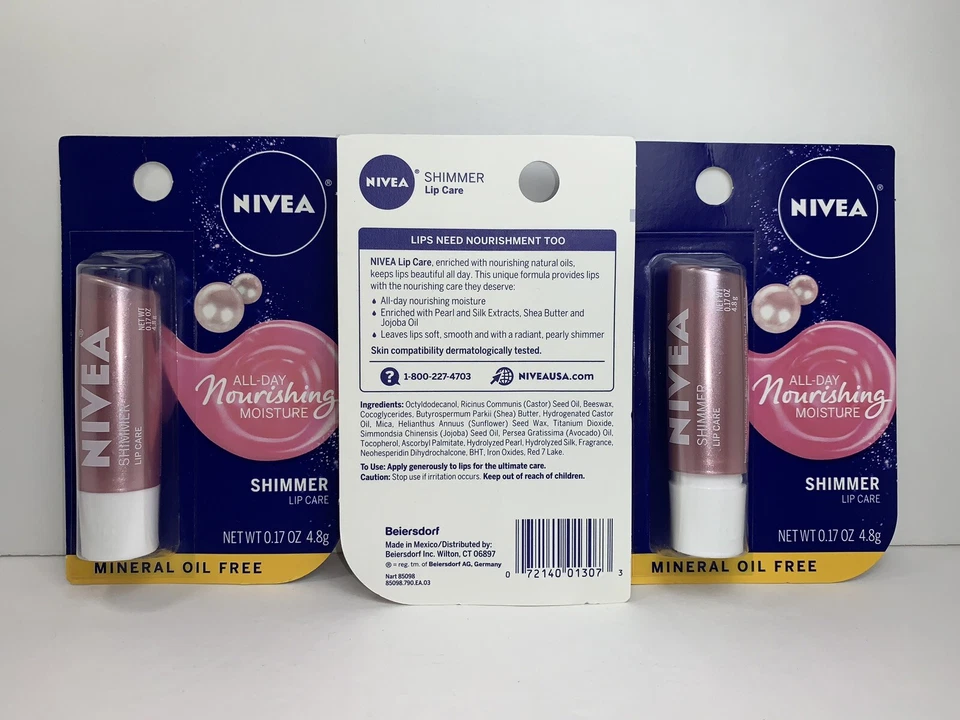 NIVEA®
NET WT
0.17 OZ
4.8g
NIVEA®
SHIMMER
LIP CARE
ALL-DAY
Nourishing
MOISTURE
SHIMMER
LIP CARE
NET WT 0.17 OZ 4.8g
MINERAL OIL FREE
NIVEA® SHIMMER
Lip Care
LIPS NEED NOURISHMENT TOO
NIVEA Lip Care, enriched with nourishing natural oils,
keeps lips beautiful all day. This unique formula provides lips
with the nourishing care they deserve:
All-day nourishing moisture
Enriched with Pearl and Silk Extracts, Shea Butter and
Jojoba Oil
Leaves lips soft, smooth and with a radiant, pearly shimmer
Skin compatibility dermatologically tested.
? 1-800-227-4703 NIVEAUSA.com
Ingredients: Octyldodecanol, Ricinus Communis (Castor) Seed Oil, Beeswax,
Cocoglycerides, Butyrospermum Parkii (Shea) Butter, Hydrogenated Castor
Oil, Mica, Helianthus Annuus (Sunflower) Seed Wax, Titanium Dioxide,
Simmondsia Chinensis (Jojoba) Seed Oil, Persea Gratissima (Avocado) Oil,
Tocopherol, Ascorbyl Palmitate, Hydrolyzed Pearl, Hydrolyzed Silk, Fragrance,
Neohesperidin Dihydrochalcone, BHT, Iron Oxides, Red 7 Lake.
To Use: Apply generously to lips for the ultimate care.
Caution: Stop use if irritation occurs. Keep out of reach of children.
Beiersdorf
Made in Mexico/Distributed by:
Beiersdorf Inc. Wilton, CT 06897
® = reg. tm. of Beiersdorf AG, Germany
Nart 85098
85098.790.EA.03
0 72140 01307 3
NIVEA®
NET WT
0.17 OZ
4.8g
NIVEA
SHIMMER
LIP CARE
ALL-DAY
Nourishing
MOISTURE
SHIMMER
LIP CARE
NET WT 0.17 OZ 4.8g
MINERAL OIL FREE